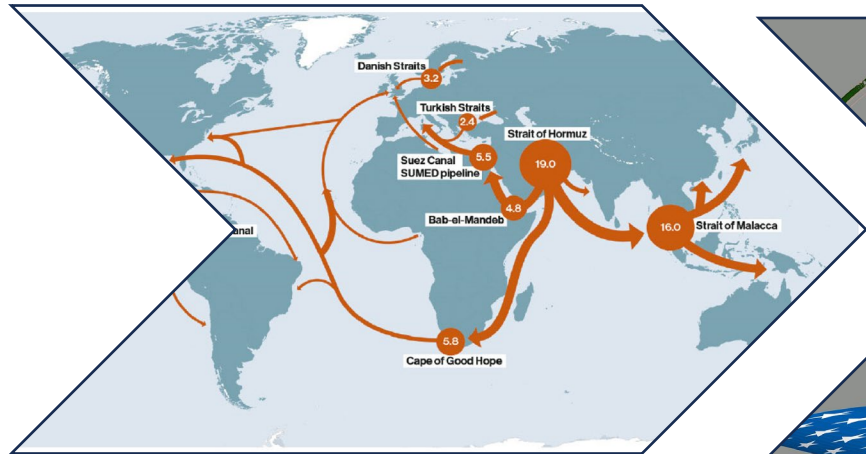 Danish Straits
3.2
Turkish Straits
2.4
Strait of Hormuz
19.0
Suez Canal
SUMED pipeline
5.5
4.8
Bab-el-Mandeb
16.0
Strait of Malacca
5.8
Cape of Good Hope